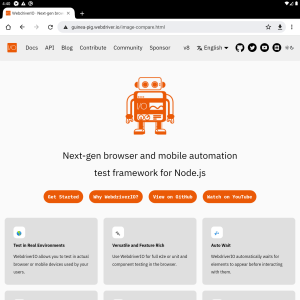 WebdriverIO · Next-gen brow
guinea-pig.webdriver.io/image-compare.html
Docs API Blog Contribute Community Sponsor v8 English
Next-gen browser and mobile automation
test framework for Node.js
Get Started Why WebdriverIO? View on GitHub Watch on YouTube
Test in Real Environments
WebdriverIO allows you to test in actual
browser or mobile devices used by your
users.
Versatile and Feature Rich
Use WebdriverIO for full e2e or unit and
component testing in the browser.
Auto Wait
WebdriverIO automatically waits for
elements to appear before interacting
with them.